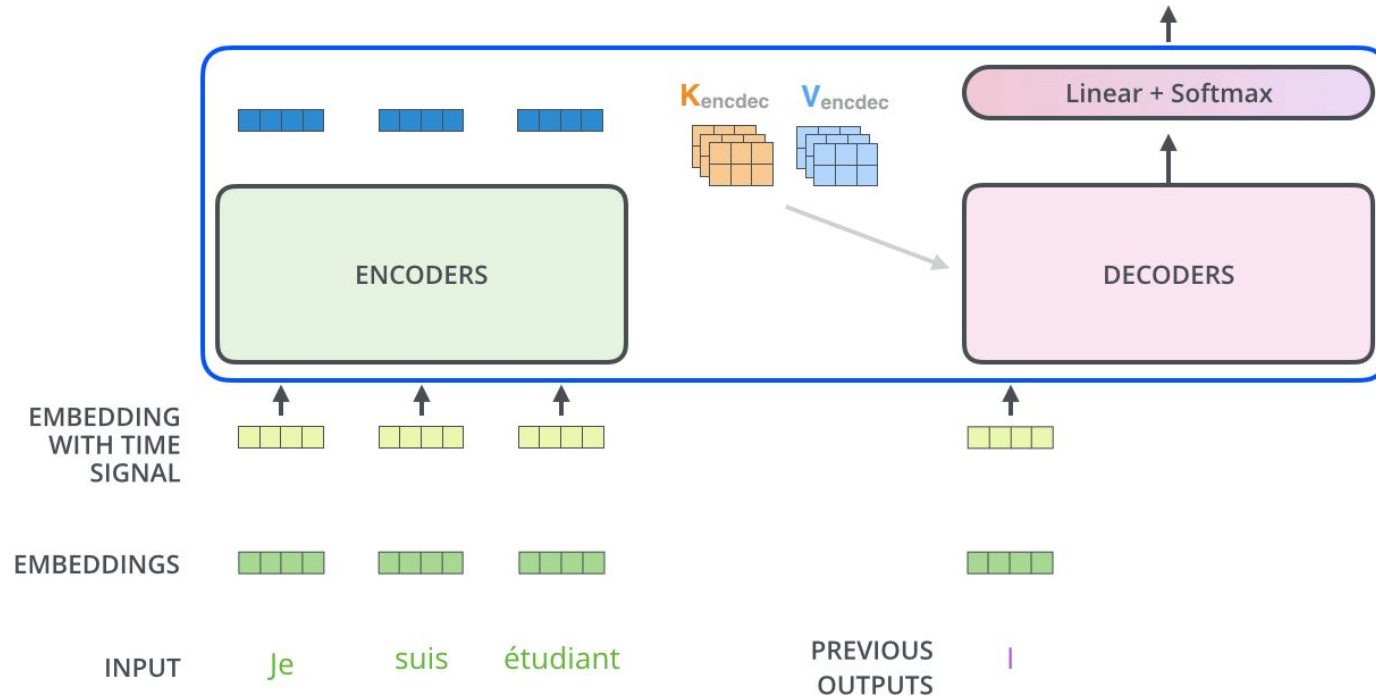 Kencdec Vencdec
Linear + Softmax
ENCODERS
DECODERS
EMBEDDING
WITH TIME
SIGNAL
EMBEDDINGS
INPUT
Je suis étudiant
PREVIOUS
OUTPUTS
I